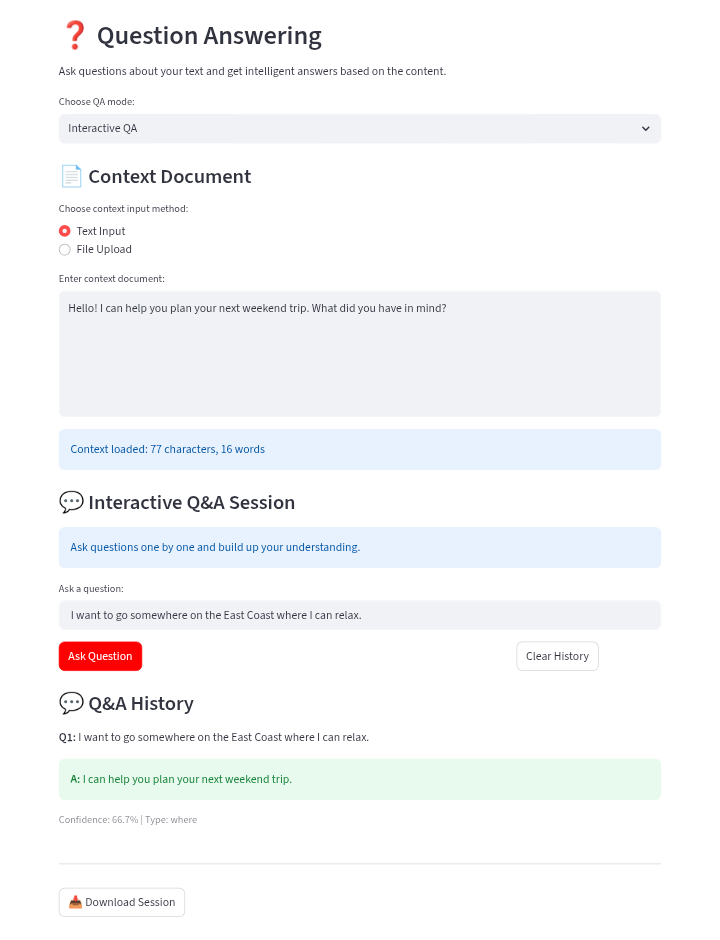 ❓ Question Answering
Ask questions about your text and get intelligent answers based on the content.
Choose QA mode:
Interactive QA
📄 Context Document
Choose context input method:
Text Input
File Upload
Enter context document:
Hello! I can help you plan your next weekend trip. What did you have in mind?
Context loaded: 77 characters, 16 words
💬 Interactive Q&A Session
Ask questions one by one and build up your understanding.
Ask a question:
I want to go somewhere on the East Coast where I can relax.
Ask Question
Clear History
💬 Q&A History
Q1: I want to go somewhere on the East Coast where I can relax.
A: I can help you plan your next weekend trip.
Confidence: 66.7% | Type: where
📥 Download Session